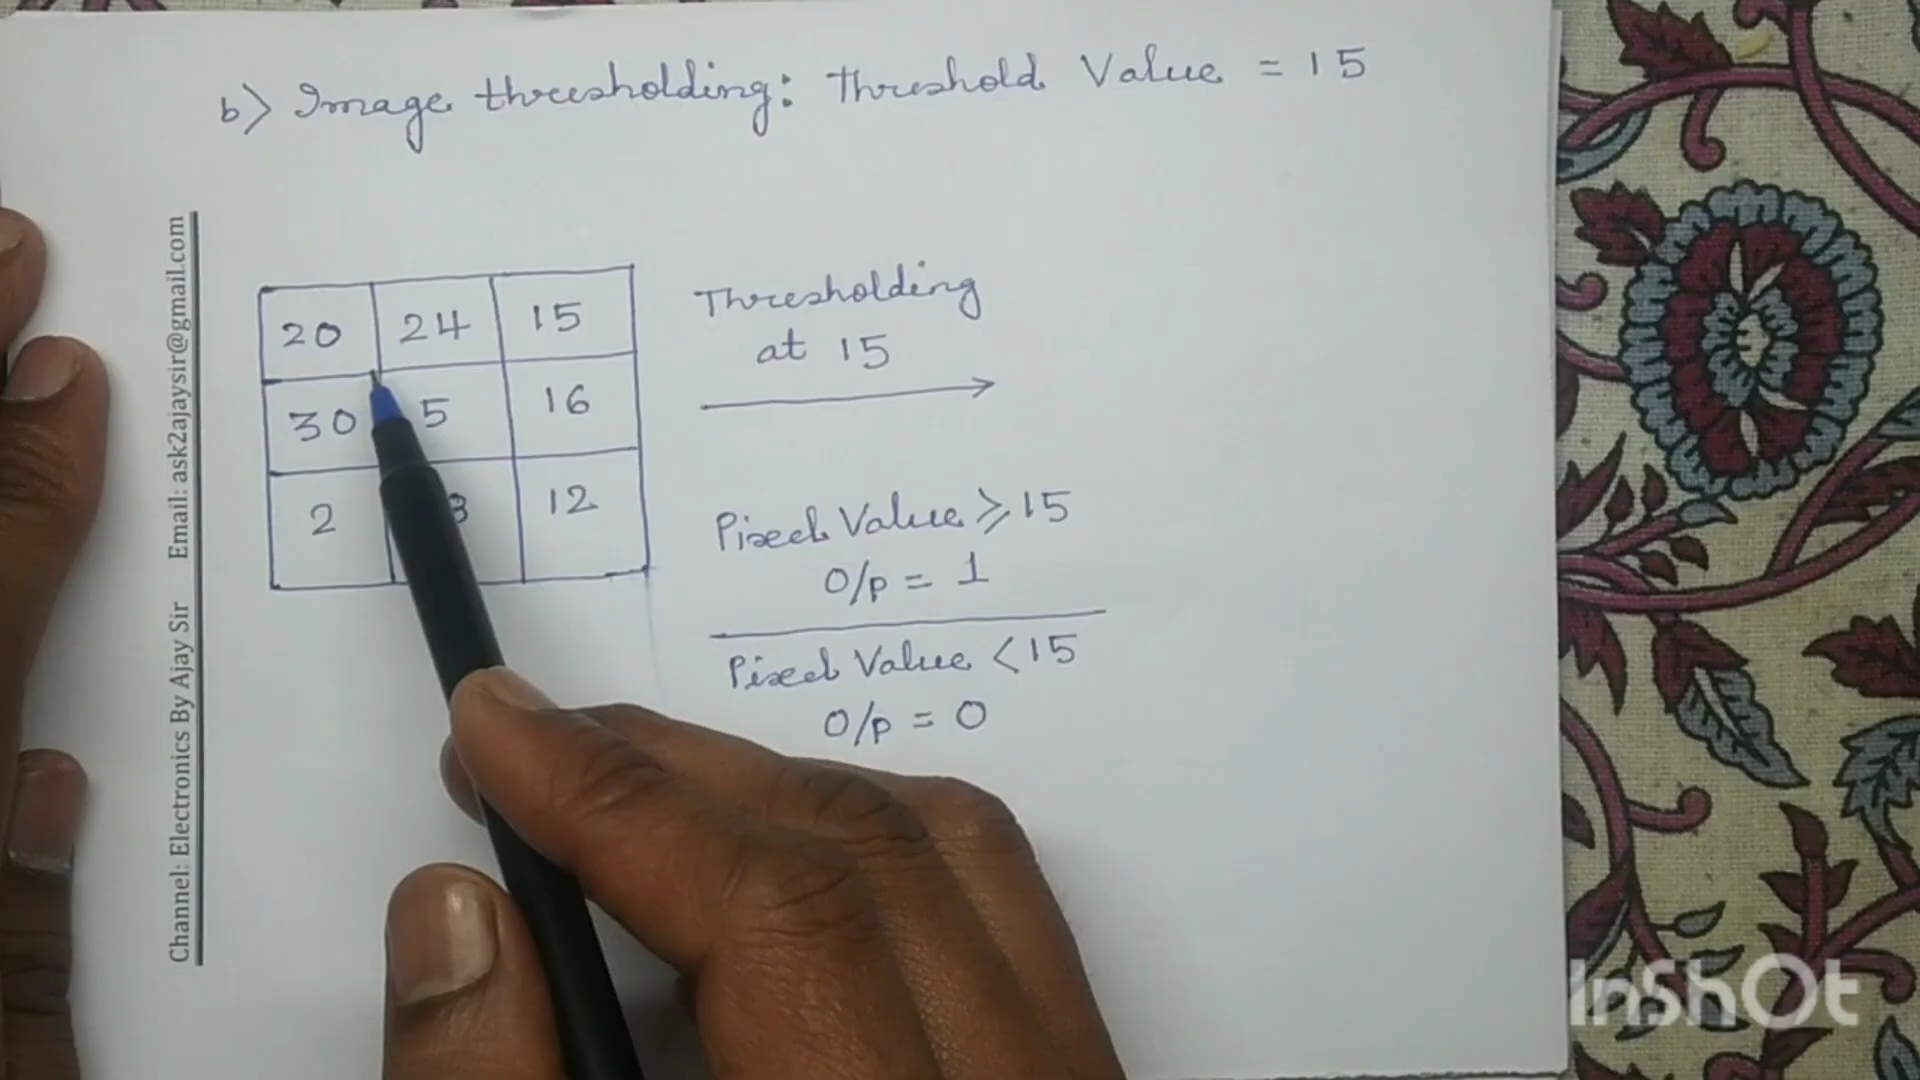 b) Image thresholding: Threshold Value = 15
20 24 15
30 5 16
2 12
Thresholding
at 15
Pixel Value ≥ 15
O/p = 1
Pixel Value < 15
O/p = 0
Channel: Electronics By Ajay Sir Email: ask2ajaysir@gmail.com
InShOt